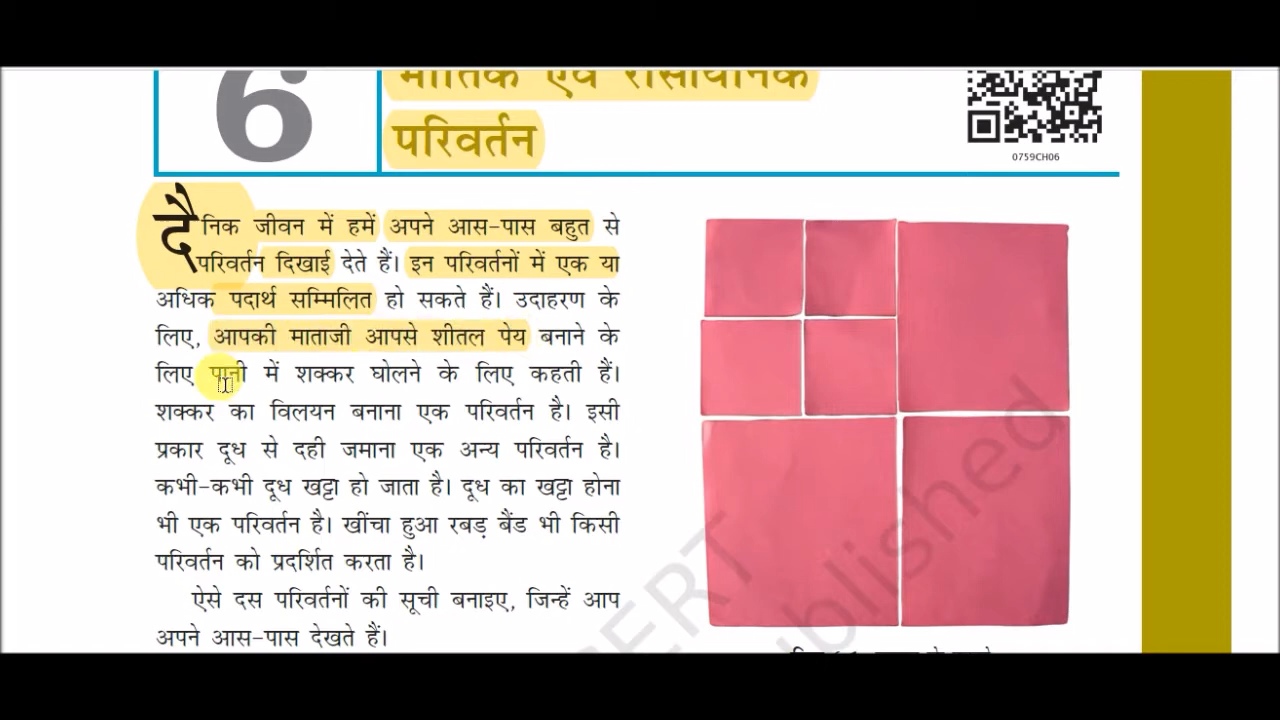 6
भौतिक एवं रासायनिक
परिवर्तन
0759CH06
दैनिक जीवन में हमें अपने आस-पास बहुत से
परिवर्तन दिखाई देते हैं। इन परिवर्तनों में एक या
अधिक पदार्थ सम्मिलित हो सकते हैं। उदाहरण के
लिए, आपकी माताजी आपसे शीतल पेय बनाने के
लिए पानी में शक्कर घोलने के लिए कहती हैं।
शक्कर का विलयन बनाना एक परिवर्तन है। इसी
प्रकार दूध से दही जमाना एक अन्य परिवर्तन है।
कभी-कभी दूध खट्टा हो जाता है। दूध का खट्टा होना
भी एक परिवर्तन है। खींचा हुआ रबड़ बैंड भी किसी
परिवर्तन को प्रदर्शित करता है।
ऐसे दस परिवर्तनों की सूची बनाइए, जिन्हें आप
अपने आस-पास देखते हैं।